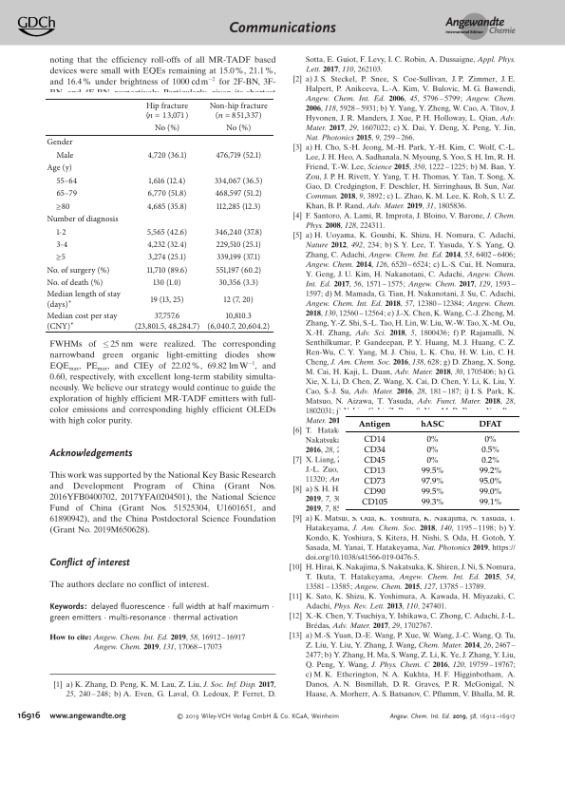 GDCh
Communications
Angewandte
International Edition
Chemie
noting that the efficiency roll-offs of all MR-TADF based
devices were small with EQEs remaining at 15.0%, 21.1%,
and 16.4% under brightness of 1000 cd m−2 for 2F-BN, 3F-
Hip fracture Non-hip fracture
(n = 13,071) (n = 851,337)
No (%) No (%)
Gender
Male 4,720 (36.1) 476,719 (52.1)
Age (y)
55–64 1,616 (12.4) 334,067 (36.5)
65–79 6,770 (51.8) 468,597 (51.2)
≥80 4,685 (35.8) 112,285 (12.3)
Number of diagnosis
1-2 5,565 (42.6) 346,240 (37.8)
3–4 4,232 (32.4) 229,510 (25.1)
≥5 3,274 (25.1) 339,199 (37.1)
No. of surgery (%) 11,710 (89.6) 551,197 (60.2)
No. of death (%) 130 (1.0) 30,356 (3.3)
Median length of stay
(days)* 19 (13, 25) 12 (7, 20)
Median cost per stay 37,757.6 10,810.3
(CNY)* (23,801.5, 48,284.7) (6,040.7, 20,604.2)
FWHMs of ≤25 nm were realized. The corresponding
narrowband green organic light-emitting diodes show
EQEmax, PEmax, and CIEy of 22.02%, 69.82 lm W−1, and
0.60, respectively, with excellent long-term stability simulta-
neously. We believe our strategy would continue to guide the
exploration of highly efficient MR-TADF emitters with full-
color emissions and corresponding highly efficient OLEDs
with high color purity.
Acknowledgements
This work was supported by the National Key Basic Research
and Development Program of China (Grant Nos.
2016YFB0400702, 2017YFA0204501), the National Science
Fund of China (Grant Nos. 51525304, U1601651, and
61890942), and the China Postdoctoral Science Foundation
(Grant No. 2019M650628).
Conflict of interest
The authors declare no conflict of interest.
Keywords: delayed fluorescence · full width at half maximum ·
green emitters · multi-resonance · thermal activation
How to cite: Angew. Chem. Int. Ed. 2019, 58, 16912–16917
Angew. Chem. 2019, 131, 17068–17073
[1] a) K. Zhang, D. Peng, K. M. Lau, Z. Liu, J. Soc. Inf. Disp. 2017,
25, 240–248; b) A. Even, G. Laval, O. Ledoux, P. Ferret, D.
Sotta, E. Guiot, F. Levy, I. C. Robin, A. Dussaigne, Appl. Phys.
Lett. 2017, 110, 262103.
[2] a) J. S. Steckel, P. Snee, S. Coe-Sullivan, J. P. Zimmer, J. E.
Halpert, P. Anikeeva, L.-A. Kim, V. Bulovic, M. G. Bawendi,
Angew. Chem. Int. Ed. 2006, 45, 5796–5799; Angew. Chem.
2006, 118, 5928–5931; b) Y. Yang, Y. Zheng, W. Cao, A. Titov, J.
Hyvonen, J. R. Manders, J. Xue, P. H. Holloway, L. Qian, Adv.
Mater. 2017, 29, 1607022; c) X. Dai, Y. Deng, X. Peng, Y. Jin,
Nat. Photonics 2015, 9, 259–266.
[3] a) H. Cho, S.-H. Jeong, M.-H. Park, Y.-H. Kim, C. Wolf, C.-L.
Lee, J. H. Heo, A. Sadhanala, N. Myoung, S. Yoo, S. H. Im, R. H.
Friend, T.-W. Lee, Science 2015, 350, 1222–1225; b) M. Ban, Y.
Zou, J. P. H. Rivett, Y. Yang, T. H. Thomas, Y. Tan, T. Song, X.
Gao, D. Credgington, F. Deschler, H. Sirringhaus, B. Sun, Nat.
Commun. 2018, 9, 3892; c) L. Zhao, K. M. Lee, K. Roh, S. U. Z.
Khan, B. P. Rand, Adv. Mater. 2019, 31, 1805836.
[4] F. Santoro, A. Lami, R. Improta, J. Bloino, V. Barone, J. Chem.
Phys. 2008, 128, 224311.
[5] a) H. Uoyama, K. Goushi, K. Shizu, H. Nomura, C. Adachi,
Nature 2012, 492, 234; b) S. Y. Lee, T. Yasuda, Y. S. Yang, Q.
Zhang, C. Adachi, Angew. Chem. Int. Ed. 2014, 53, 6402–6406;
Angew. Chem. 2014, 126, 6520–6524; c) L.-S. Cui, H. Nomura,
Y. Geng, J. U. Kim, H. Nakanotani, C. Adachi, Angew. Chem.
Int. Ed. 2017, 56, 1571–1575; Angew. Chem. 2017, 129, 1593–
1597; d) M. Mamada, G. Tian, H. Nakanotani, J. Su, C. Adachi,
Angew. Chem. Int. Ed. 2018, 57, 12380–12384; Angew. Chem.
2018, 130, 12560–12564; e) J.-X. Chen, K. Wang, C.-J. Zheng, M.
Zhang, Y.-Z. Shi, S.-L. Tao, H. Lin, W. Liu, W.-W. Tao, X.-M. Ou,
X.-H. Zhang, Adv. Sci. 2018, 5, 1800436; f) P. Rajamalli, N.
Senthilkumar, P. Gandeepan, P. Y. Huang, M. J. Huang, C. Z.
Ren-Wu, C. Y. Yang, M. J. Chiu, L. K. Chu, H. W. Lin, C. H.
Cheng, J. Am. Chem. Soc. 2016, 138, 628; g) D. Zhang, X. Song,
M. Cai, H. Kaji, L. Duan, Adv. Mater. 2018, 30, 1705406; h) G.
Xie, X. Li, D. Chen, Z. Wang, X. Cai, D. Chen, Y. Li, K. Liu, Y.
Cao, S.-J. Su, Adv. Mater. 2016, 28, 181–187; i) I. S. Park, K.
Matsuo, N. Aizawa, T. Yasuda, Adv. Funct. Mater. 2018, 28,
1802031;
Mater. 201
[6] T. Hatak
Nakatsuka
2016, 28,
[7] X. Liang,
J.-L. Zuo,
11320; An
[8] a) S. H. H
2019, 7, 30
2019, 7, 85
Antigen hASC DFAT
CD14 0% 0%
CD34 0% 0.5%
CD45 0% 0.2%
CD13 99.5% 99.2%
CD73 97.9% 95.0%
CD90 99.5% 99.0%
CD105 99.3% 99.1%
[9] a) K. Matsui, S. Oda, K. Yoshiura, K. Nakajima, N. Yasuda, T.
Hatakeyama, J. Am. Chem. Soc. 2018, 140, 1195–1198; b) Y.
Kondo, K. Yoshiura, S. Kitera, H. Nishi, S. Oda, H. Gotoh, Y.
Sasada, M. Yanai, T. Hatakeyama, Nat. Photonics 2019, https://
doi.org/10.1038/s41566-019-0476-5.
[10] H. Hirai, K. Nakajima, S. Nakatsuka, K. Shiren, J. Ni, S. Nomura,
T. Ikuta, T. Hatakeyama, Angew. Chem. Int. Ed. 2015, 54,
13581–13585; Angew. Chem. 2015, 127, 13785–13789.
[11] K. Sato, K. Shizu, K. Yoshimura, A. Kawada, H. Miyazaki, C.
Adachi, Phys. Rev. Lett. 2013, 110, 247401.
[12] X.-K. Chen, Y. Tsuchiya, Y. Ishikawa, C. Zhong, C. Adachi, J.-L.
Brédas, Adv. Mater. 2017, 29, 1702767.
[13] a) M.-S. Yuan, D.-E. Wang, P. Xue, W. Wang, J.-C. Wang, Q. Tu,
Z. Liu, Y. Liu, Y. Zhang, J. Wang, Chem. Mater. 2014, 26, 2467–
2477; b) Y. Zhang, H. Ma, S. Wang, Z. Li, K. Ye, J. Zhang, Y. Liu,
Q. Peng, Y. Wang, J. Phys. Chem. C 2016, 120, 19759–19767;
c) M. K. Etherington, N. A. Kukhta, H. F. Higginbotham, A.
Danos, A. N. Bismillah, D. R. Graves, P. R. McGonigal, N.
Haase, A. Morherr, A. S. Batsanov, C. Pflumm, V. Bhalla, M. R.
16916 www.angewandte.org
© 2019 Wiley-VCH Verlag GmbH & Co. KGaA, Weinheim
Angew. Chem. Int. Ed. 2019, 58, 16912–16917